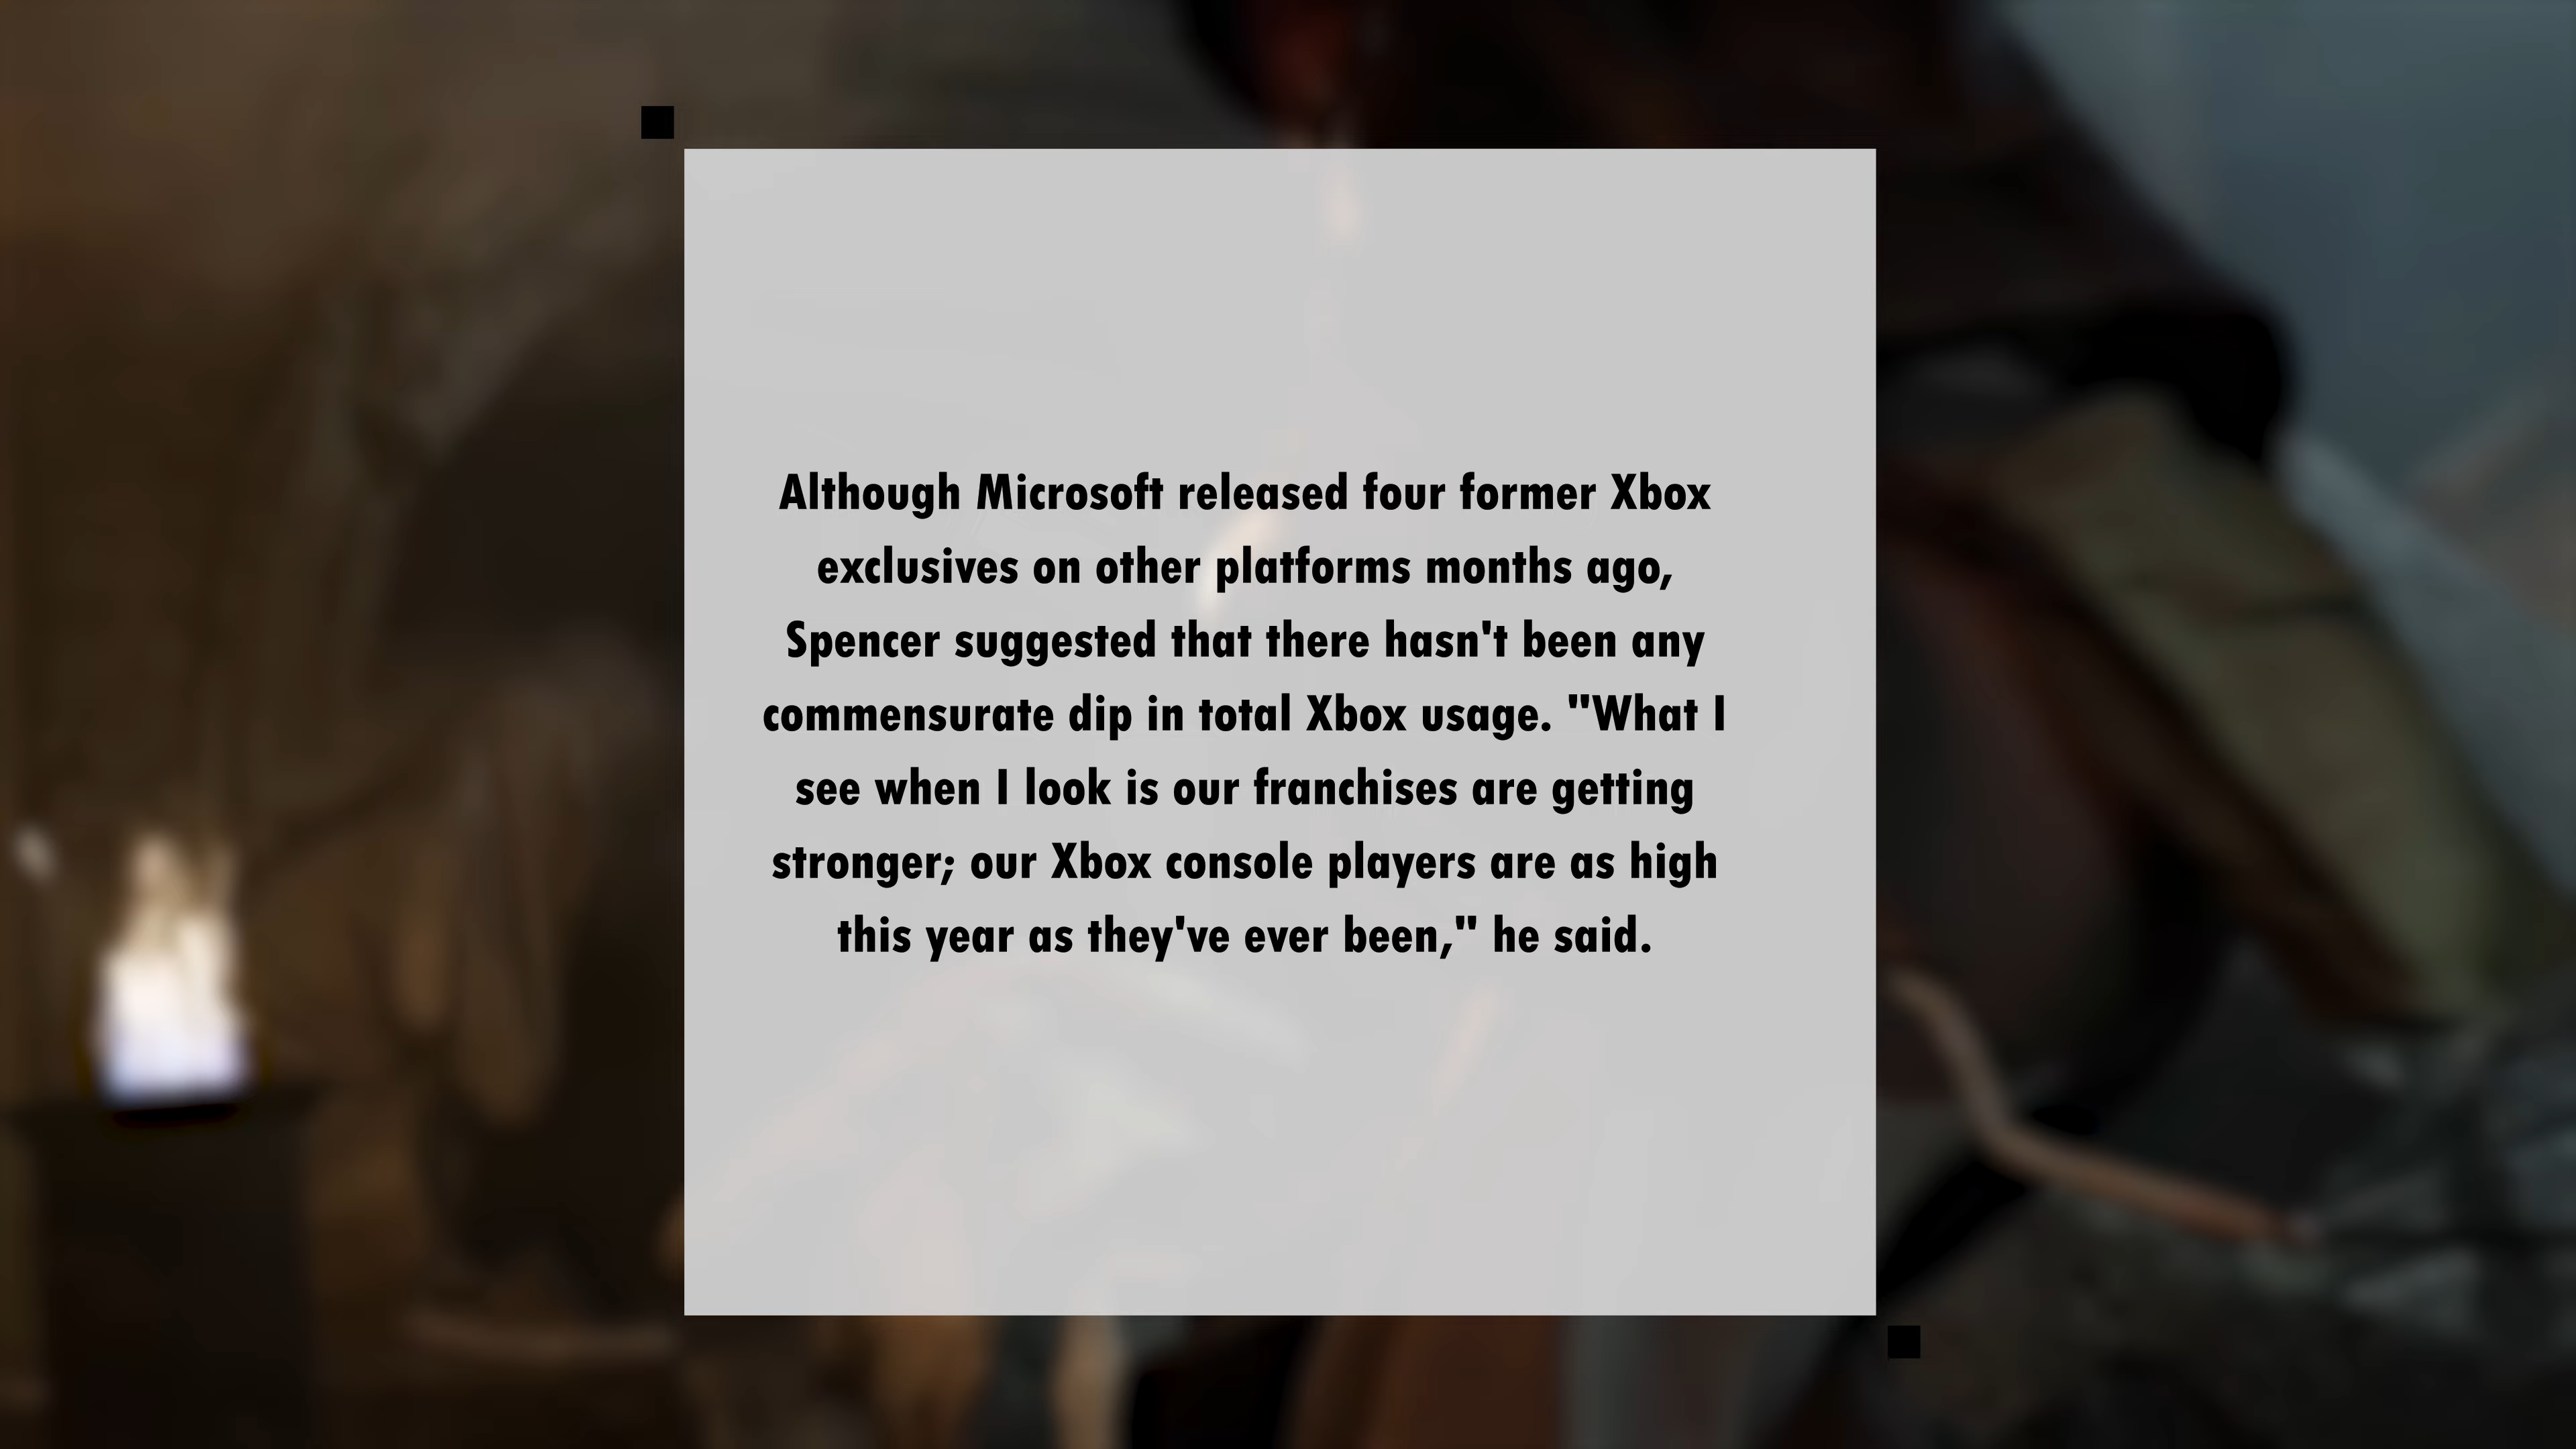 Although Microsoft released four former Xbox
exclusives on other platforms months ago,
Spencer suggested that there hasn't been any
commensurate dip in total Xbox usage. "What I
see when I look is our franchises are getting
stronger; our Xbox console players are as high
this year as they've ever been," he said.